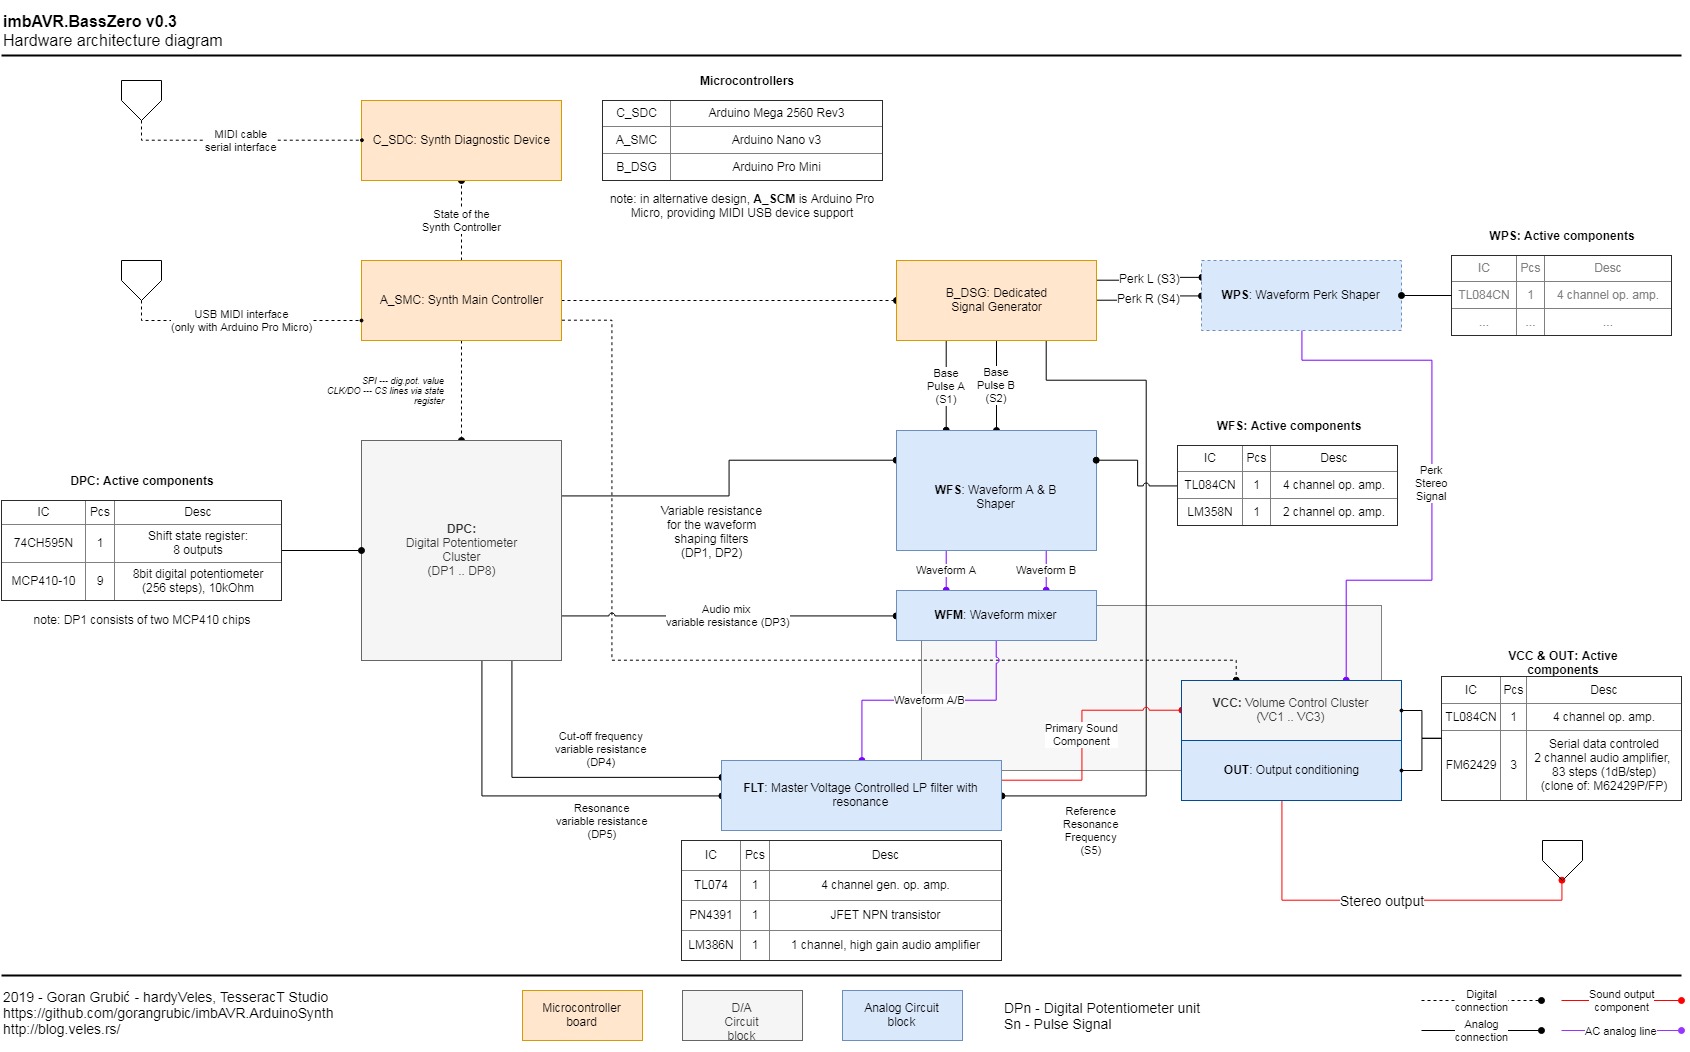 imbAVR.BassZero v0.3
Hardware architecture diagram
MIDI cable
serial interface
C_SDC: Synth Diagnostic Device
Microcontrollers
C_SDC Arduino Mega 2560 Rev3
A_SMC Arduino Nano v3
B_DSG Arduino Pro Mini
note: in alternative design, A_SCM is Arduino Pro
Micro, providing MIDI USB device support
State of the
Synth Controller
USB MIDI interface
(only with Arduino Pro Micro)
A_SMC: Synth Main Controller
B_DSG: Dedicated
Signal Generator
Perk L (S3)
Perk R (S4)
WPS: Waveform Perk Shaper
WPS: Active components
IC Pcs Desc
TL084CN 1 4 channel op. amp.
... ... ...
SPI --- dig.pot. value
CLK/DO --- CS lines via state
register
Base
Pulse A
(S1)
Base
Pulse B
(S2)
WFS: Active components
IC Pcs Desc
TL084CN 1 4 channel op. amp.
LM358N 1 2 channel op. amp.
Perk
Stereo
Signal
DPC: Active components
IC Pcs Desc
74CH595N 1 Shift state register:
8 outputs
MCP410-10 9 8bit digital potentiometer
(256 steps), 10kOhm
note: DP1 consists of two MCP410 chips
DPC:
Digital Potentiometer
Cluster
(DP1 .. DP8)
Variable resistance
for the waveform
shaping filters
(DP1, DP2)
WFS: Waveform A & B
Shaper
Waveform A
Waveform B
Audio mix
variable resistance (DP3)
WFM: Waveform mixer
Waveform A/B
Cut-off frequency
variable resistance
(DP4)
Resonance
variable resistance
(DP5)
FLT: Master Voltage Controlled LP filter with
resonance
Primary Sound
Component
Reference
Resonance
Frequency
(S5)
VCC: Volume Control Cluster
(VC1 .. VC3)
OUT: Output conditioning
VCC & OUT: Active
components
IC Pcs Desc
TL084CN 1 4 channel op. amp.
FM62429 3 Serial data controled
2 channel audio amplifier,
83 steps (1dB/step)
(clone of: M62429P/FP)
IC Pcs Desc
TL074 1 4 channel gen. op. amp.
PN4391 1 JFET NPN transistor
LM386N 1 1 channel, high gain audio amplifier
Stereo output
2019 - Goran Grubić - hardyVeles, TesseracT Studio
https://github.com/gorangrubic/imbAVR.ArduinoSynth
http://blog.veles.rs/
Microcontroller
board
D/A
Circuit
block
Analog Circuit
block
DPn - Digital Potentiometer unit
Sn - Pulse Signal
Digital
connection
Analog
connection
Sound output
component
AC analog line